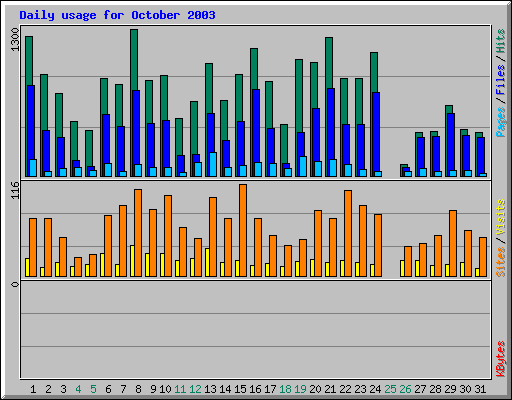 Daily usage for October 2003
1300
Pages / Files / Hits
116
Sites / Visits
0
KBytes
1 2 3 4 5 6 7 8 9 10 11 12 13 14 15 16 17 18 19 20 21 22 23 24 25 26 27 28 29 30 31